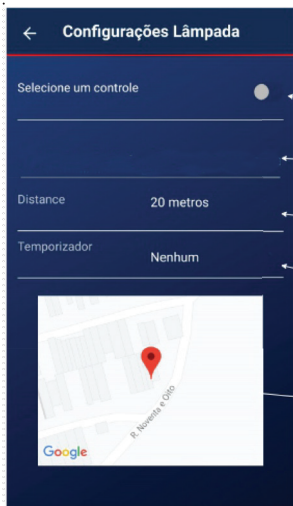 Configurações Lâmpada
Selecione um controle
Distance
20 metros
Temporizador
Nenhum
R. Noventa e Oito
Google